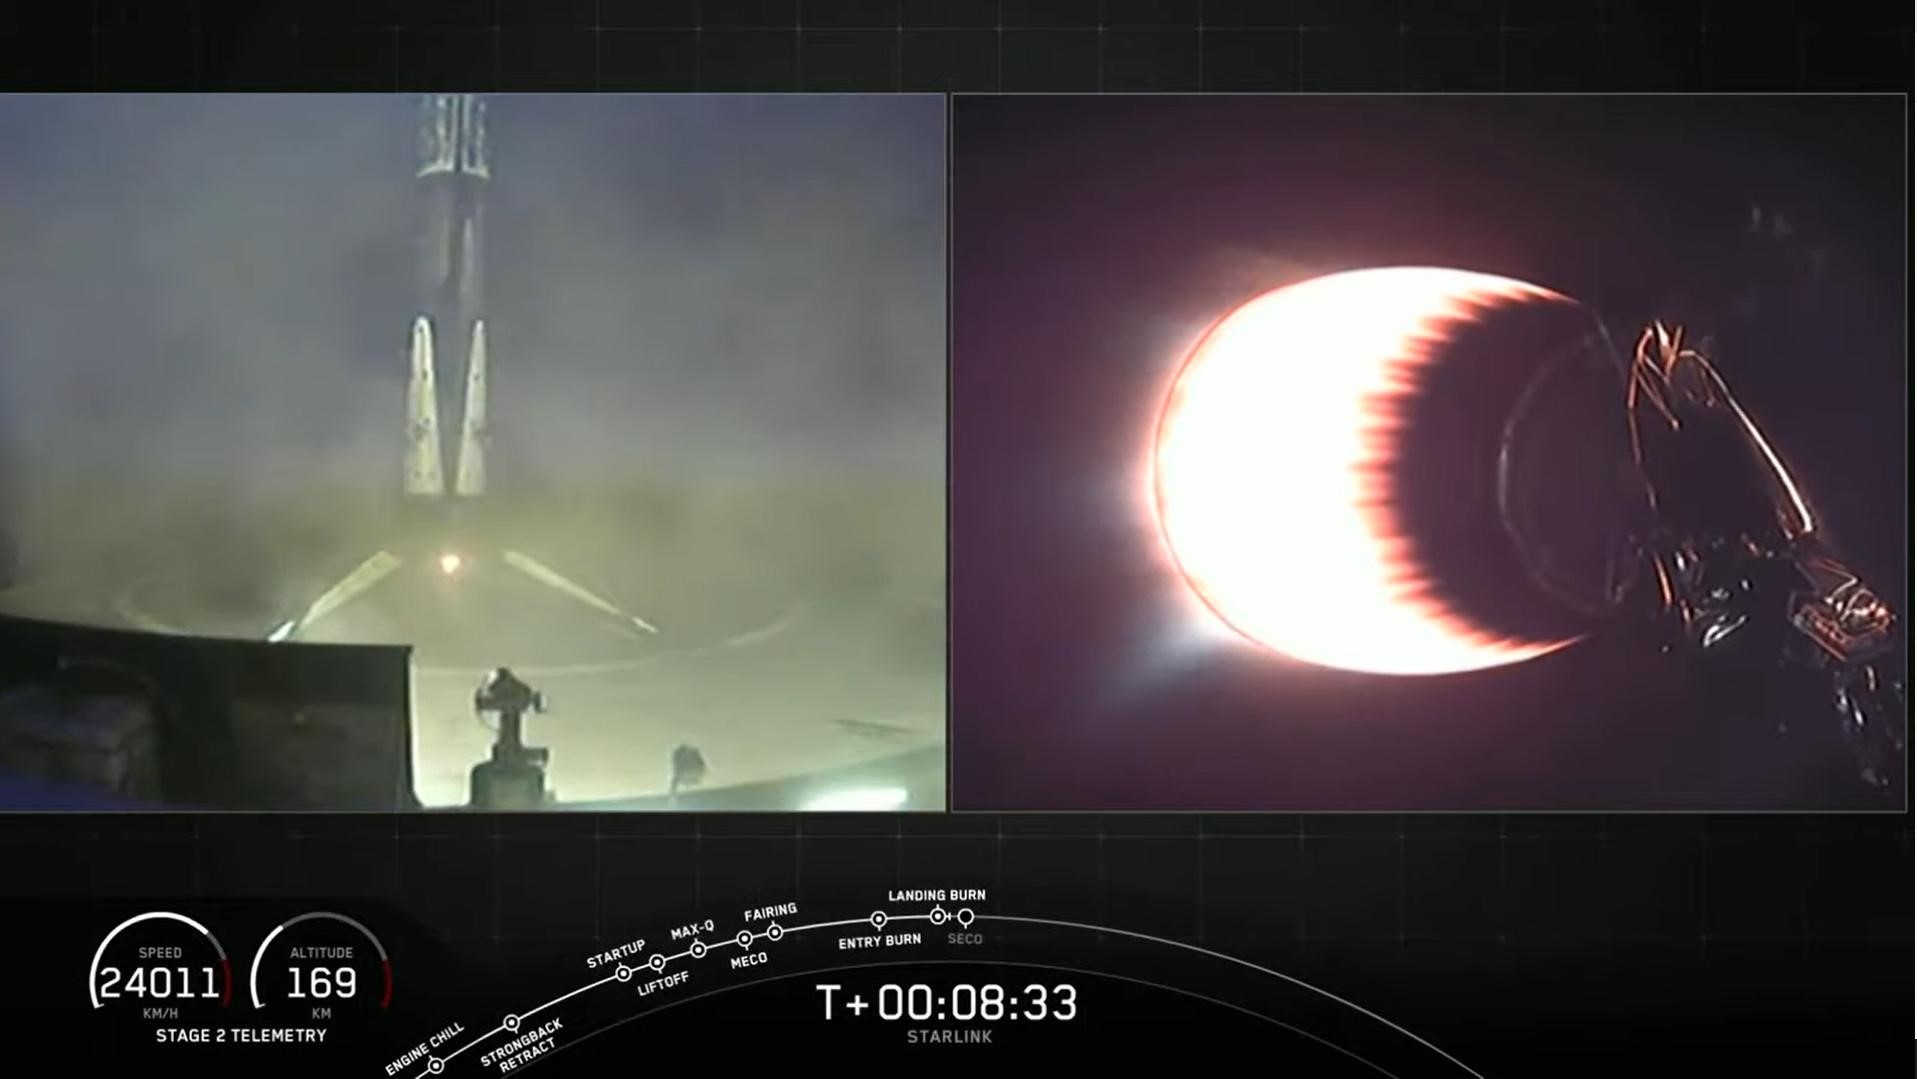 LANDING BURN
FAIRING
MAX-Q
ENTRY BURN
SECO
STARTUP
MECO
LIFTOFF
SPEED
24011
KM/H
ALTITUDE
169
KM
STAGE 2 TELEMETRY
ENGINE CHILL
STRONGBACK
RETRACT
T+00:08:33
STARLINK